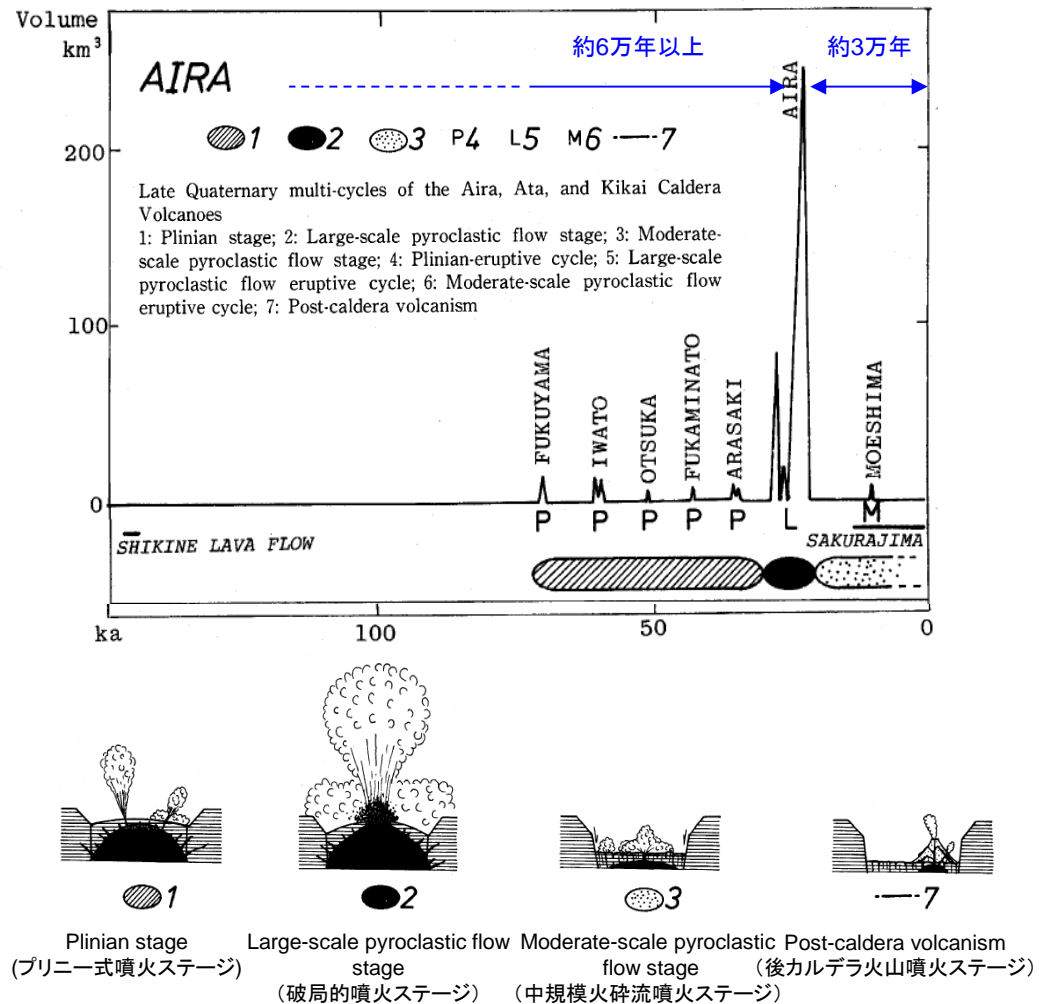 Volume
km³
約6万年以上
約3万年
AIRA
AIRA
1 2 3 P4 L5 M6 7
200
Late Quaternary multi-cycles of the Aira, Ata, and Kikai Caldera
Volcanoes
1: Plinian stage; 2: Large-scale pyroclastic flow stage; 3: Moderate-
scale pyroclastic flow stage; 4: Plinian-eruptive cycle; 5: Large-scale
pyroclastic flow eruptive cycle; 6: Moderate-scale pyroclastic flow
eruptive cycle; 7: Post-caldera volcanism
100
FUKUYAMA
IWATO
OTSUKA
FUKAMINATO
ARASAKI
MOESHIMA
0
P P P P P L M
SHIKINE LAVA FLOW
SAKURAJIMA
ka 100 50 0
1 2 3 7
Plinian stage
(プリニー式噴火ステージ)
Large-scale pyroclastic flow
stage
(破局的噴火ステージ)
Moderate-scale pyroclastic
flow stage
(中規模火砕流噴火ステージ)
Post-caldera volcanism
(後カルデラ火山噴火ステージ)